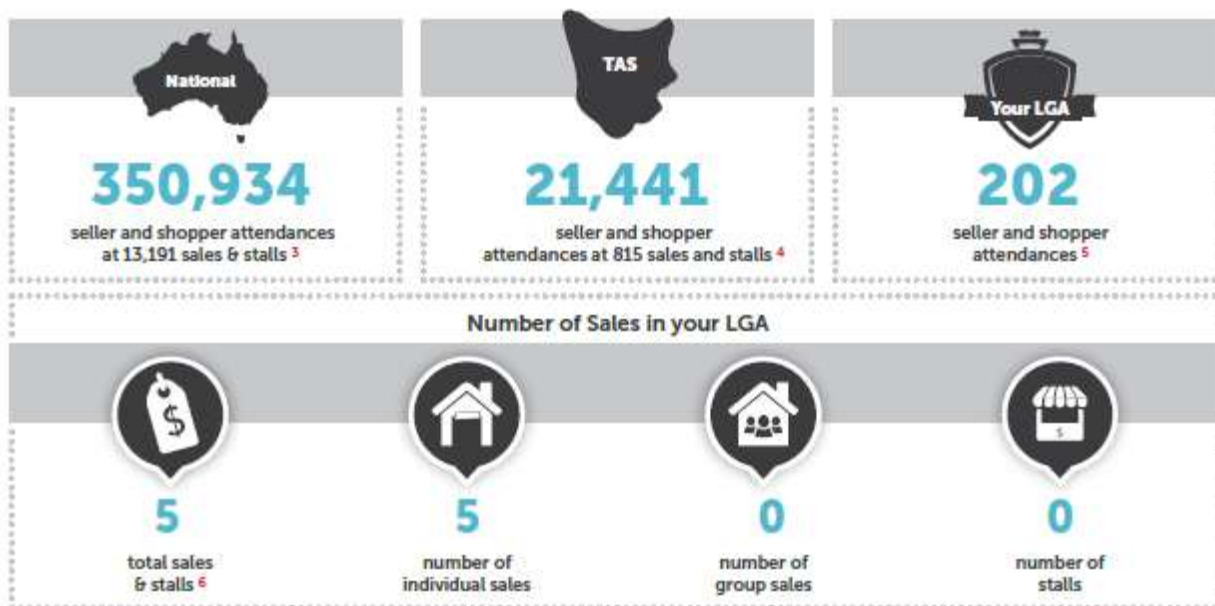 National
TAS
Your LGA
350,934
21,441
202
seller and shopper attendances
at 13,191 sales & stalls 3
seller and shopper
attendances at 815 sales and stalls 4
seller and shopper
attendances 5
Number of Sales in your LGA
$
$
5
5
0
0
total sales
& stalls 6
number of
individual sales
number of
group sales
number of
stalls